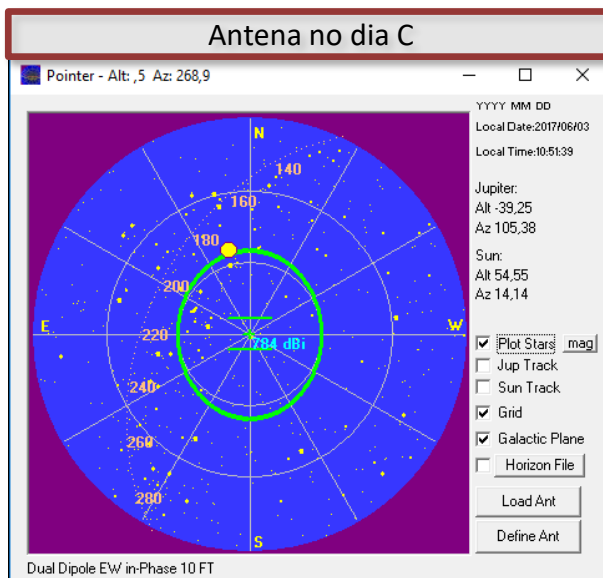 Antena no dia C
Pointer - Alt: ,5 Az: 268,9
YYYY MM DD
Local Date:2017/06/03
Local Time:10:51:39
Jupiter:
Alt -39,25
Az 105,38
Sun:
Alt 54,55
Az 14,14
N
140
160
180
200
E
220
W
784 dBi
240
260
280
S
Plot Stars
mag
Jup Track
Sun Track
Grid
Galactic Plane
Horizon File
Load Ant
Define Ant
Dual Dipole EW in-Phase 10 FT